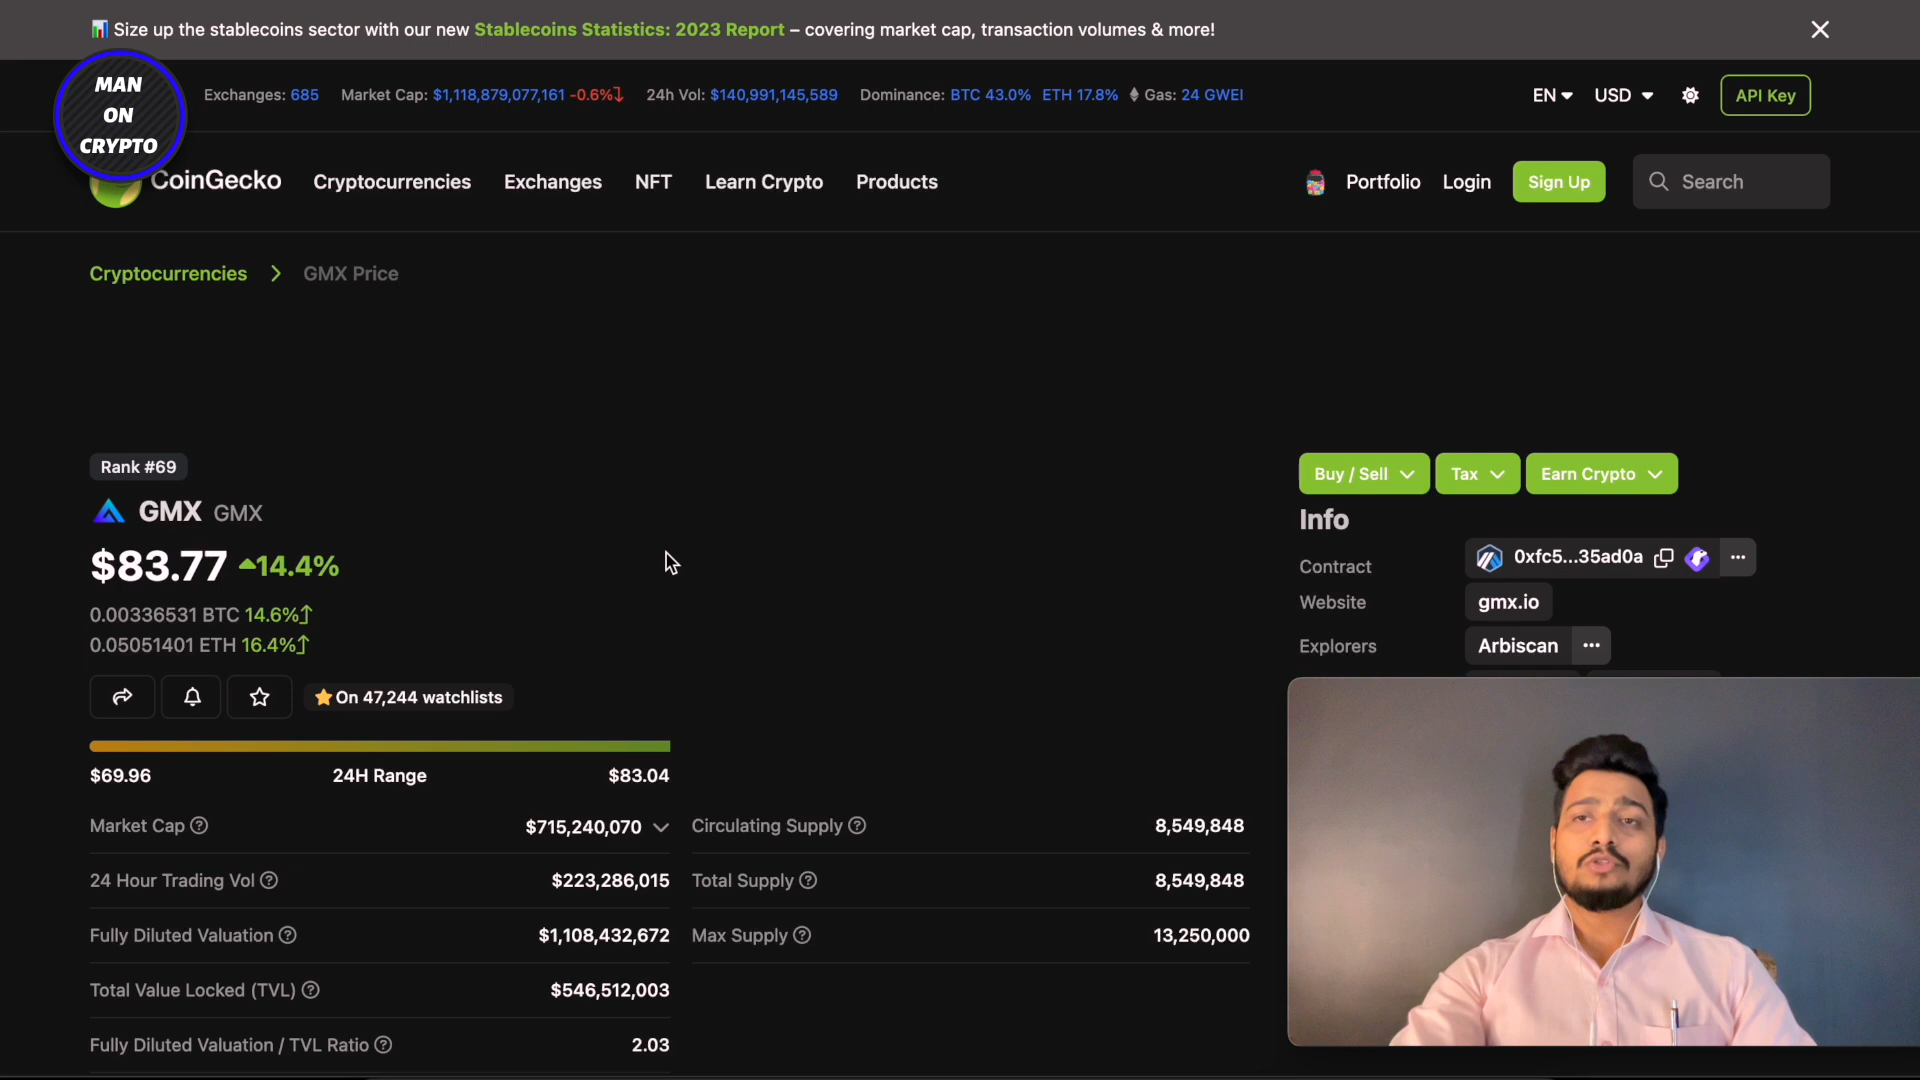 Size up the stablecoins sector with our new Stablecoins Statistics: 2023 Report – covering market cap, transaction volumes & more!
MAN
ON
CRYPTO
Exchanges: 685 Market Cap: $1,118,879,077,161 -0.6% 24h Vol: $140,991,145,589 Dominance: BTC 43.0% ETH 17.8% Gas: 24 GWEI
EN USD API Key
CoinGecko Cryptocurrencies Exchanges NFT Learn Crypto Products
Portfolio Login Sign Up Search
Cryptocurrencies > GMX Price
Rank #69
GMX GMX
$83.77 14.4%
0.00336531 BTC 14.6%
0.05051401 ETH 16.4%
On 47,244 watchlists
$69.96 24H Range $83.04
Market Cap $715,240,070
24 Hour Trading Vol $223,286,015
Fully Diluted Valuation $1,108,432,672
Total Value Locked (TVL) $546,512,003
Fully Diluted Valuation / TVL Ratio 2.03
Circulating Supply 8,549,848
Total Supply 8,549,848
Max Supply 13,250,000
Buy / Sell Tax Earn Crypto
Info
Contract 0xfc5...35ad0a
Website gmx.io
Explorers Arbiscan